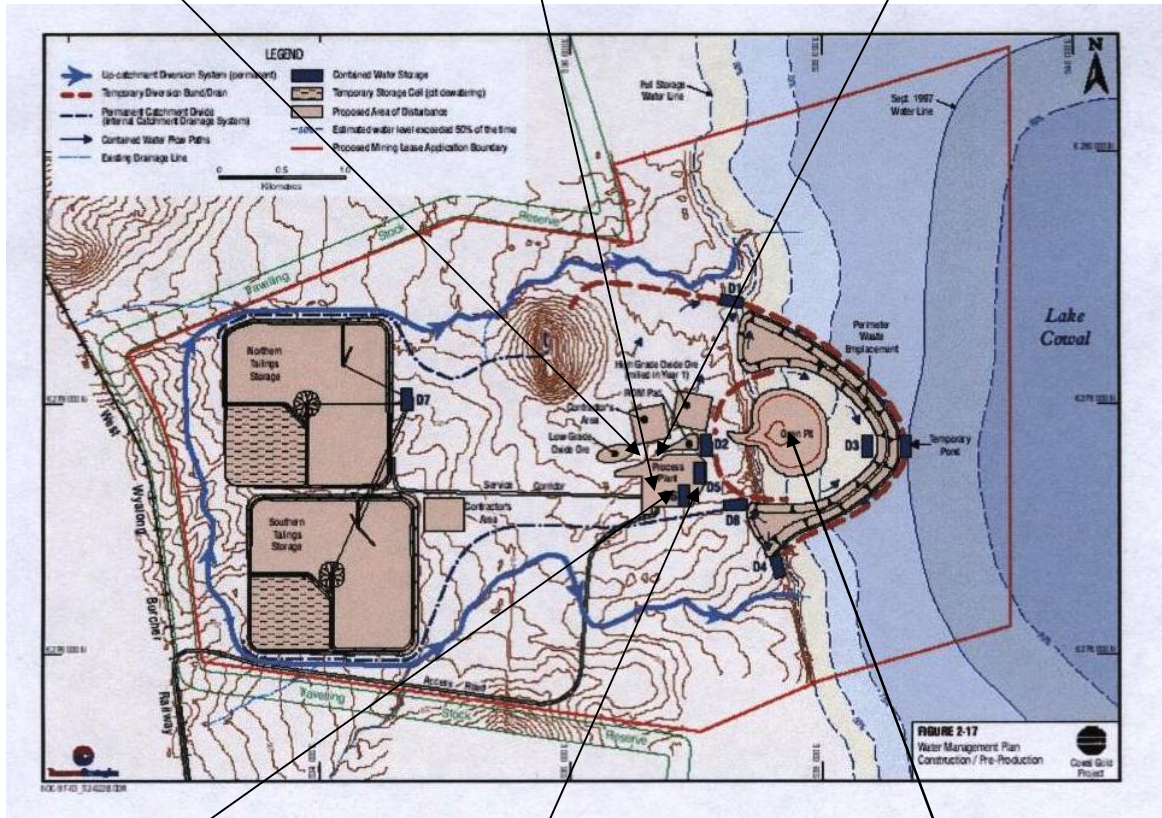 LEGEND
Up-catchment Diversion System (permanent)
Temporary Diversion Bund/Drain
Permanent Catchment Divide
(Internal Catchment Drainage System)
Contained Water Flow Paths
Existing Drainage Line
Contained Water Storage
Temporary Storage Cell (pit dewatering)
Proposed Area of Disturbance
50% Estimated water level exceeded 50% of the time
Proposed Mining Lease Application Boundary
0 0.5 1.0
Kilometres
Full Storage
Water Line
Sept. 1997
Water Line
N
Travelling Stock Reserve
Lake
Cowal
D1
Perimeter
Waste
Emplacement
Northern
Tailings
Storage
D7
High Grade Oxide Ore
(milled in Year 1)
ROM Pad
Contractor's
Area
Low Grade
Oxide Ore
D2
Open Pit
D3
Temporary
Pond
Process
Plant
D5
D6
D4
Service Corridor
Contractor's
Area
Southern
Tailings
Storage
West Wyalong Burcher Railway
Access Road
Travelling Stock Reserve
FIGURE 2-17
Water Management Plan
Construction / Pre-Production
Cowal Gold
Project